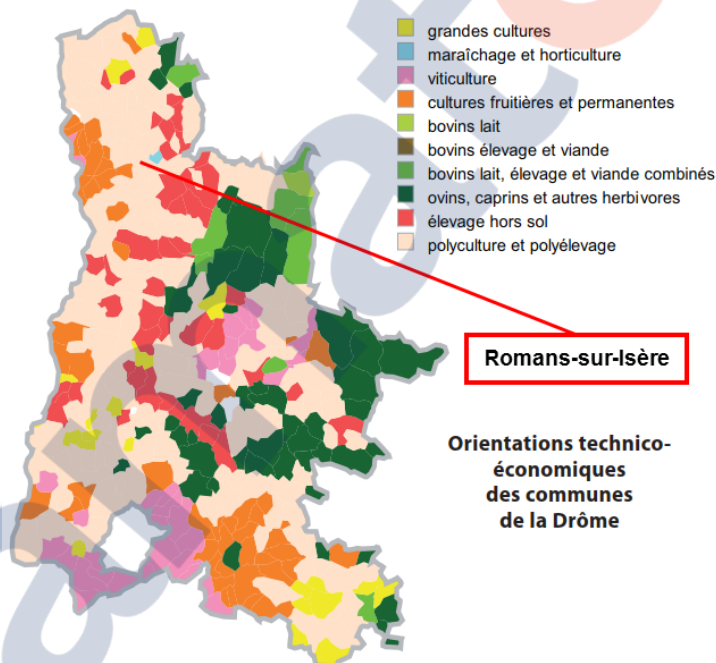 grandes cultures
maraîchage et horticulture
viticulture
cultures fruitières et permanentes
bovins lait
bovins élevage et viande
bovins lait, élevage et viande combinés
ovins, caprins et autres herbivores
élevage hors sol
polyculture et polyélevage
Romans-sur-Isère
Orientations technico-
économiques
des communes
de la Drôme